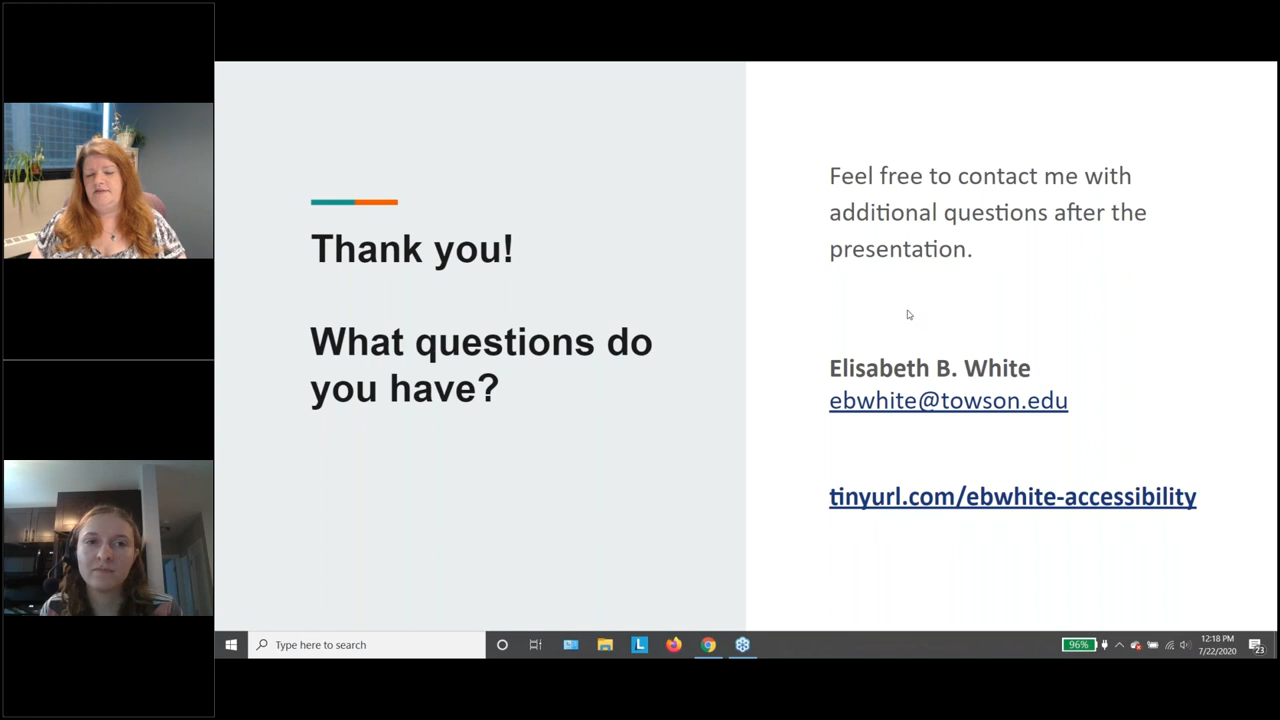 Thank you!
What questions do
you have?
Feel free to contact me with
additional questions after the
presentation.
Elisabeth B. White
ebwhite@towson.edu
tinyurl.com/ebwhite-accessibility
Type here to search
L
96%
12:18 PM
7/22/2020
23